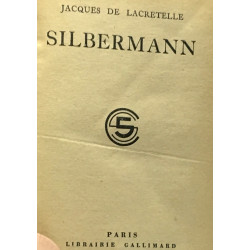 JACQUES DE LACRETELLE
SILBERMANN
PARIS
LIBRAIRIE GALLIMARD